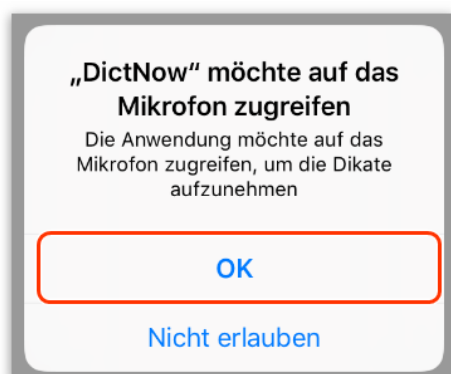 „DictNow“ möchte auf das
Mikrofon zugreifen
Die Anwendung möchte auf das
Mikrofon zugreifen, um die Dikate
aufzunehmen
OK
Nicht erlauben